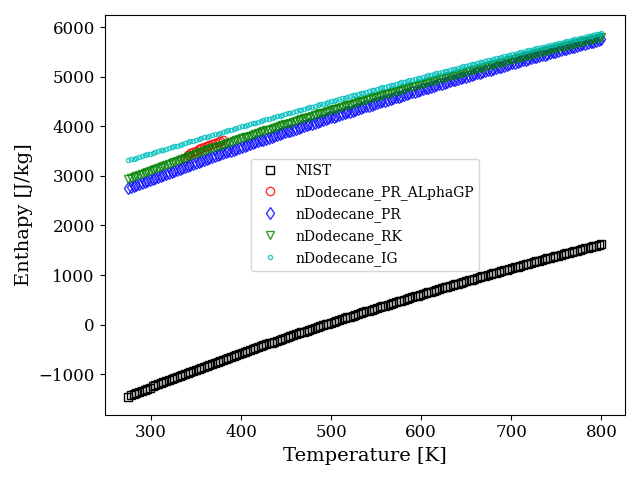 6000
5000
4000
3000
2000
1000
0
−1000
Enthapy [J/kg]
NIST
nDodecane_PR_ALphaGP
nDodecane_PR
nDodecane_RK
nDodecane_IG
300 400 500 600 700 800
Temperature [K]